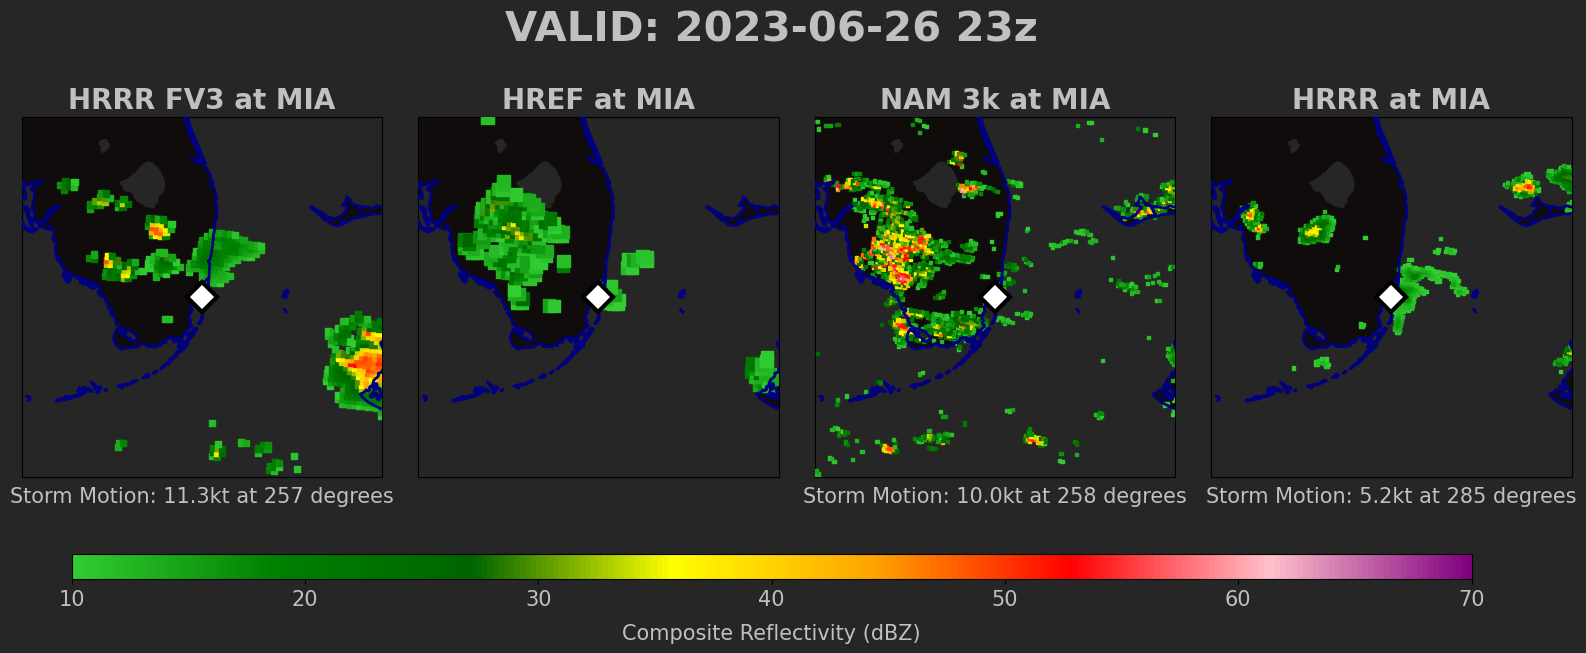 VALID: 2023-06-26 23z
HRRR FV3 at MIA
HREF at MIA
NAM 3k at MIA
HRRR at MIA
Storm Motion: 11.3kt at 257 degrees
Storm Motion: 10.0kt at 258 degrees
Storm Motion: 5.2kt at 285 degrees
10 20 30 40 50 60 70
Composite Reflectivity (dBZ)